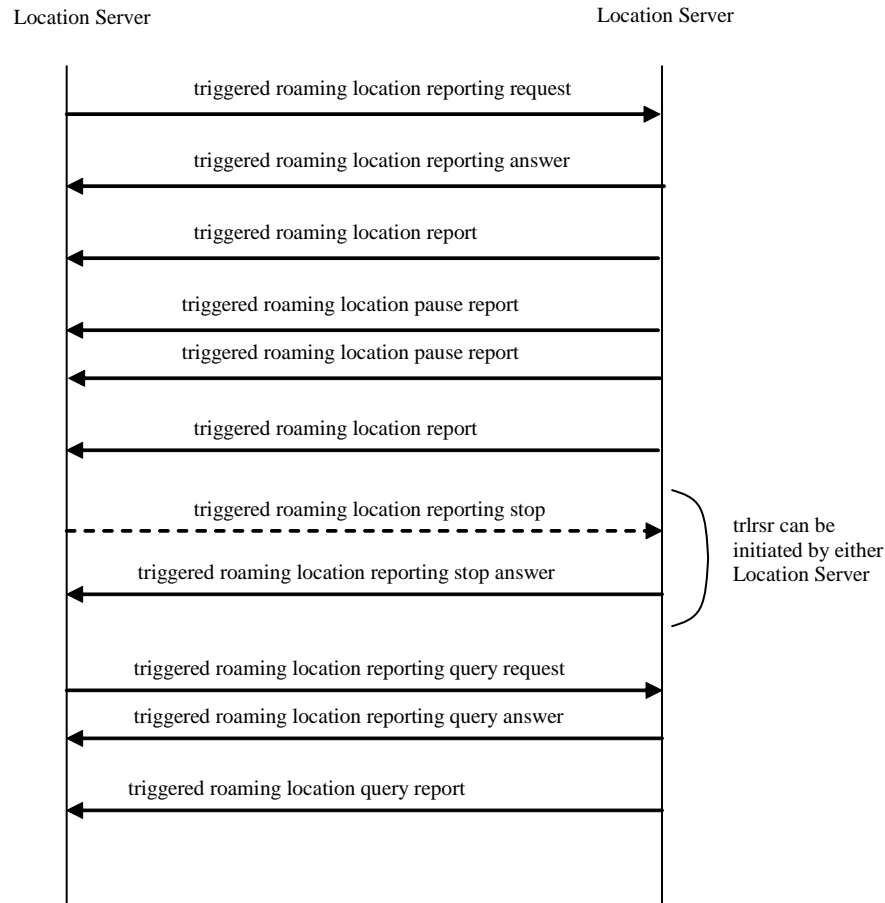 Location Server
Location Server
triggered roaming location reporting request
triggered roaming location reporting answer
triggered roaming location report
triggered roaming location pause report
triggered roaming location pause report
triggered roaming location report
triggered roaming location reporting stop
triggered roaming location reporting stop answer
trlrsr can be
initiated by either
Location Server
triggered roaming location reporting query request
triggered roaming location reporting query answer
triggered roaming location query report